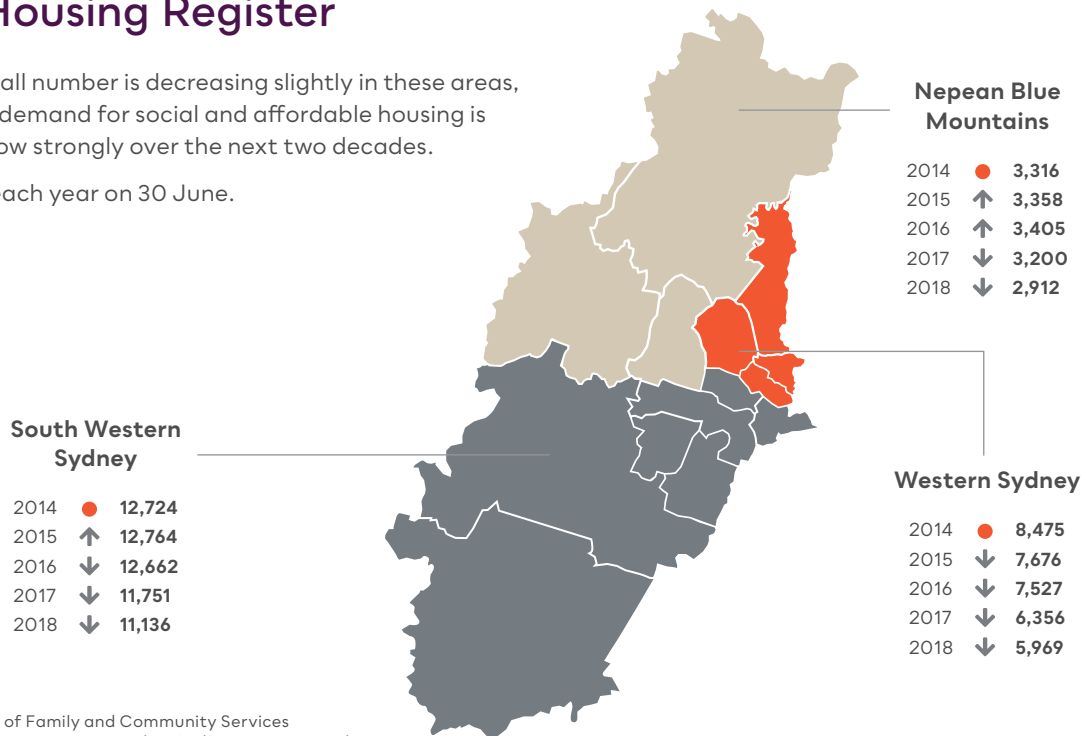 Housing Register
all number is decreasing slightly in these areas,
demand for social and affordable housing is
ow strongly over the next two decades.
each year on 30 June.
Nepean Blue
Mountains
2014 ● 3,316
2015 ↑ 3,358
2016 ↑ 3,405
2017 ↓ 3,200
2018 ↓ 2,912
South Western
Sydney
2014 ● 12,724
2015 ↑ 12,764
2016 ↓ 12,662
2017 ↓ 11,751
2018 ↓ 11,136
Western Sydney
2014 ● 8,475
2015 ↓ 7,676
2016 ↓ 7,527
2017 ↓ 6,356
2018 ↓ 5,969
of Family and Community Services